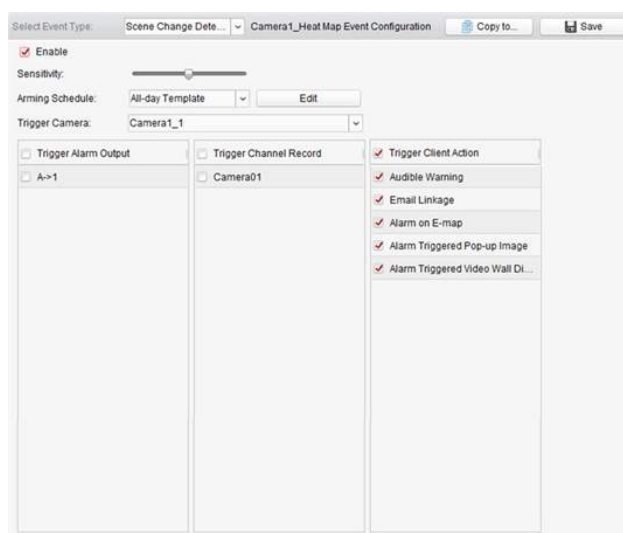 Select Event Type: Scene Change Dete... Camera1_Heat Map Event Configuration Copy to... Save
Enable
Sensitivity:
Arming Schedule: All-day Template Edit
Trigger Camera: Camera1_1
Trigger Alarm Output Trigger Channel Record Trigger Client Action
A->1 Camera01 Audible Warning
Email Linkage
Alarm on E-map
Alarm Triggered Pop-up Image
Alarm Triggered Video Wall Di...